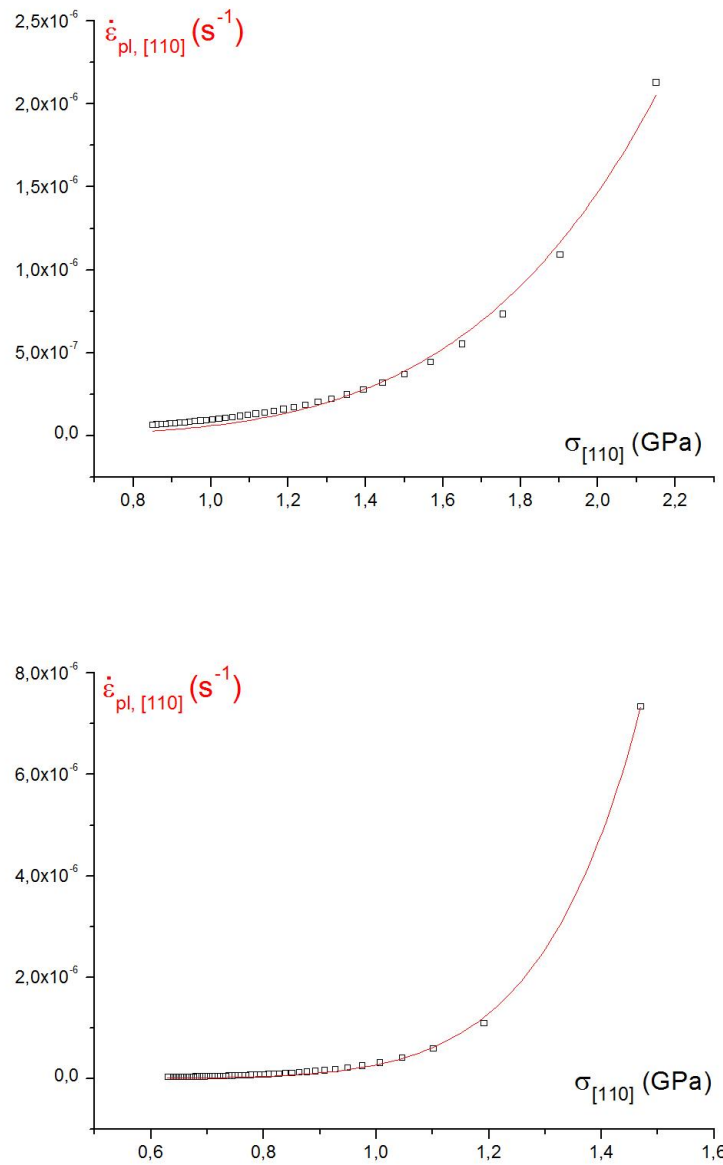 2,5x10⁻⁶
ε̇pl, [110] (s⁻¹)
2,0x10⁻⁶
1,5x10⁻⁶
1,0x10⁻⁶
5,0x10⁻⁷
0,0
σ[110] (GPa)
0,8 1,0 1,2 1,4 1,6 1,8 2,0 2,2
8,0x10⁻⁶
ε̇pl, [110] (s⁻¹)
6,0x10⁻⁶
4,0x10⁻⁶
2,0x10⁻⁶
0,0
σ[110] (GPa)
0,6 0,8 1,0 1,2 1,4 1,6